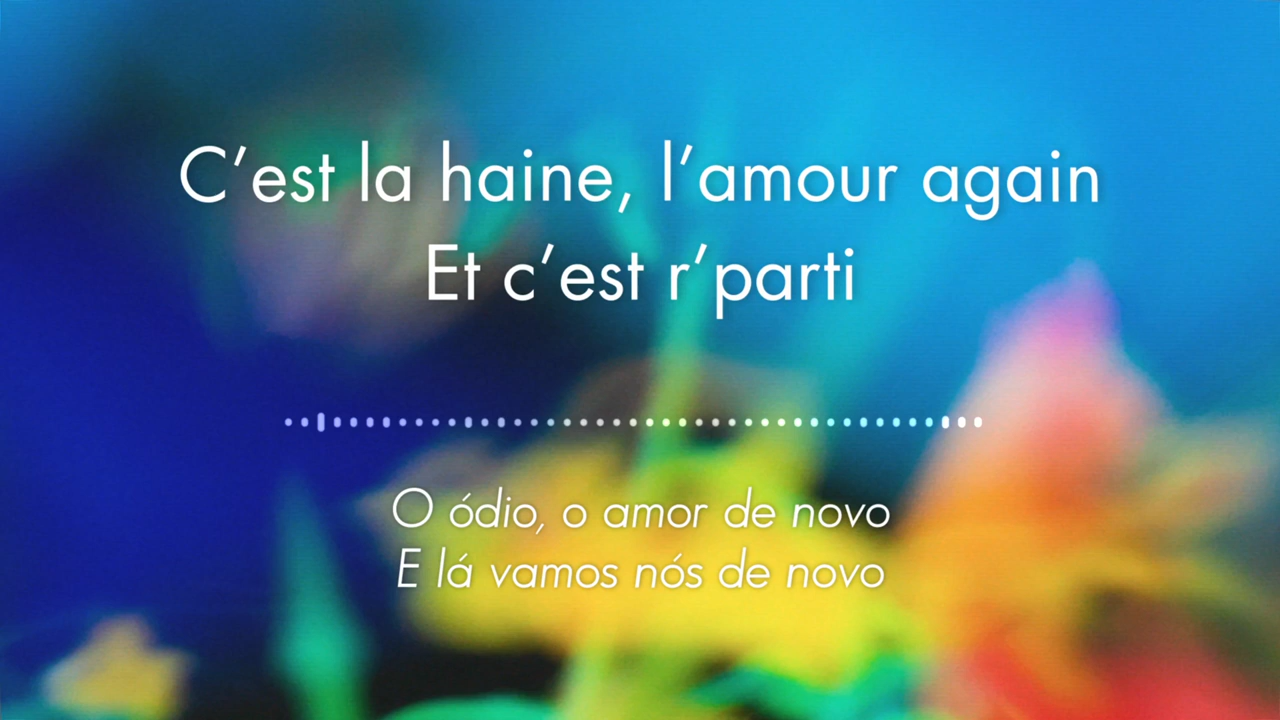 C’est la haine, l’amour again
Et c’est r’parti
O ódio, o amor de novo
E lá vamos nós de novo